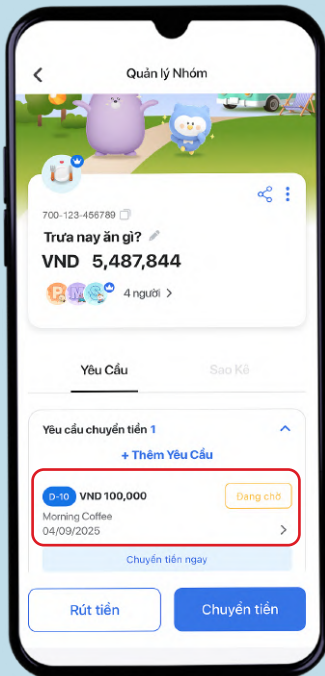 Quản lý Nhóm
700-123-456789
Trưa nay ăn gì?
VND 5,487,844
P M S 4 người >
Yêu Cầu
Sao Kê
Yêu cầu chuyển tiền 1
+ Thêm Yêu Cầu
D-10 VND 100,000 Đang chờ
Morning Coffee
04/09/2025
Chuyển tiền ngay
Rút tiền
Chuyển tiền